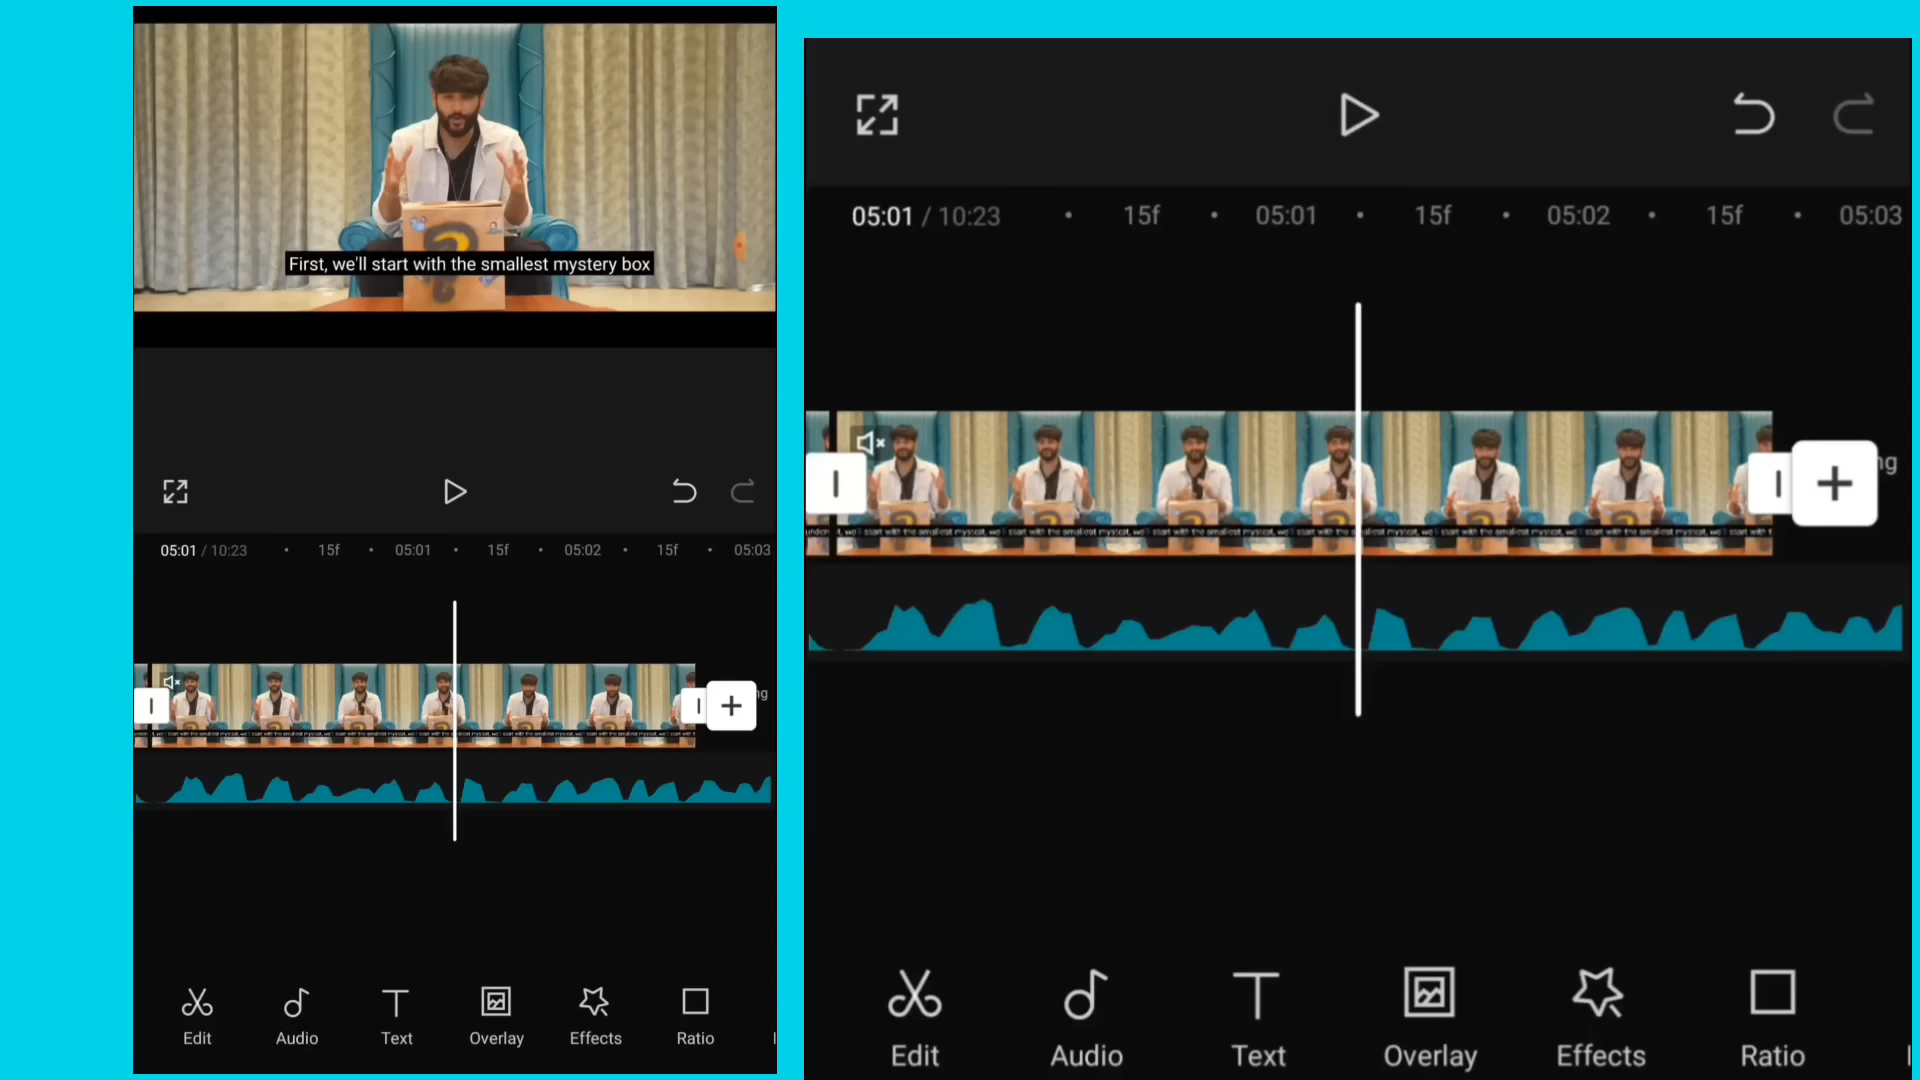 First, we'll start with the smallest mystery box
05:01 / 10:23 15f 05:01 15f 05:02 15f 05:03
ng
Edit Audio Text Overlay Effects Ratio
05:01 / 10:23 15f 05:01 15f 05:02 15f 05:03
ng
Edit Audio Text Overlay Effects Ratio